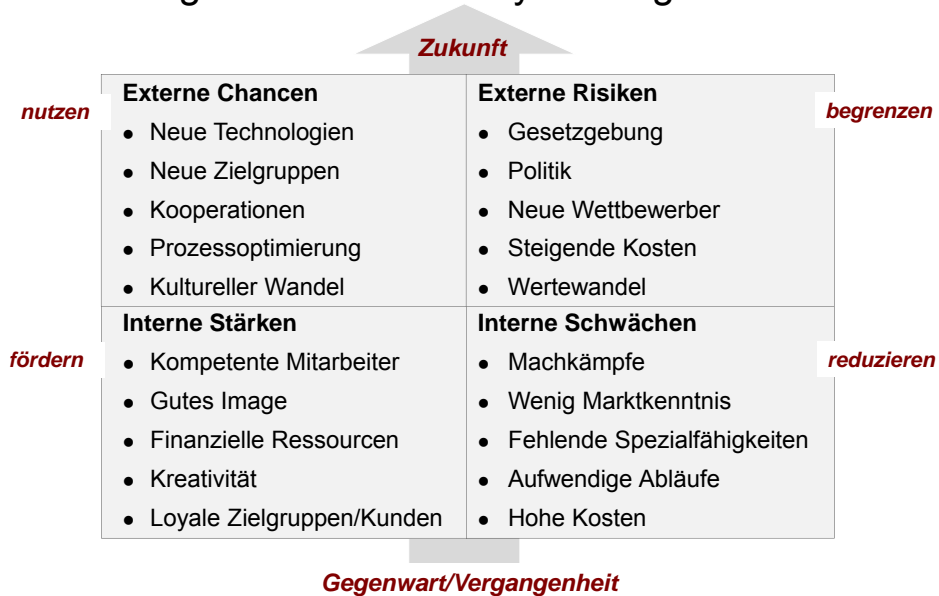 Zukunft
nutzen
Externe Chancen
● Neue Technologien
● Neue Zielgruppen
● Kooperationen
● Prozessoptimierung
● Kultureller Wandel
Externe Risiken
● Gesetzgebung
● Politik
● Neue Wettbewerber
● Steigende Kosten
● Wertewandel
begrenzen
fördern
Interne Stärken
● Kompetente Mitarbeiter
● Gutes Image
● Finanzielle Ressourcen
● Kreativität
● Loyale Zielgruppen/Kunden
Interne Schwächen
● Machkämpfe
● Wenig Marktkenntnis
● Fehlende Spezialfähigkeiten
● Aufwendige Abläufe
● Hohe Kosten
reduzieren
Gegenwart/Vergangenheit